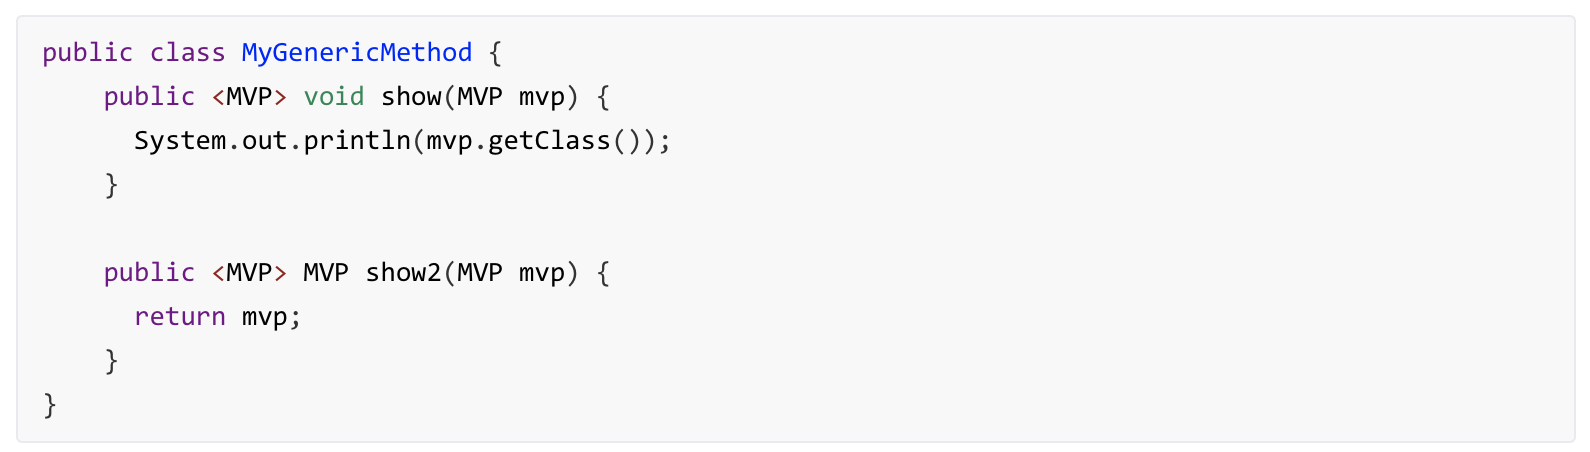 public class MyGenericMethod {
    public <MVP> void show(MVP mvp) {
      System.out.println(mvp.getClass());
    }

    public <MVP> MVP show2(MVP mvp) {
      return mvp;
    }
}